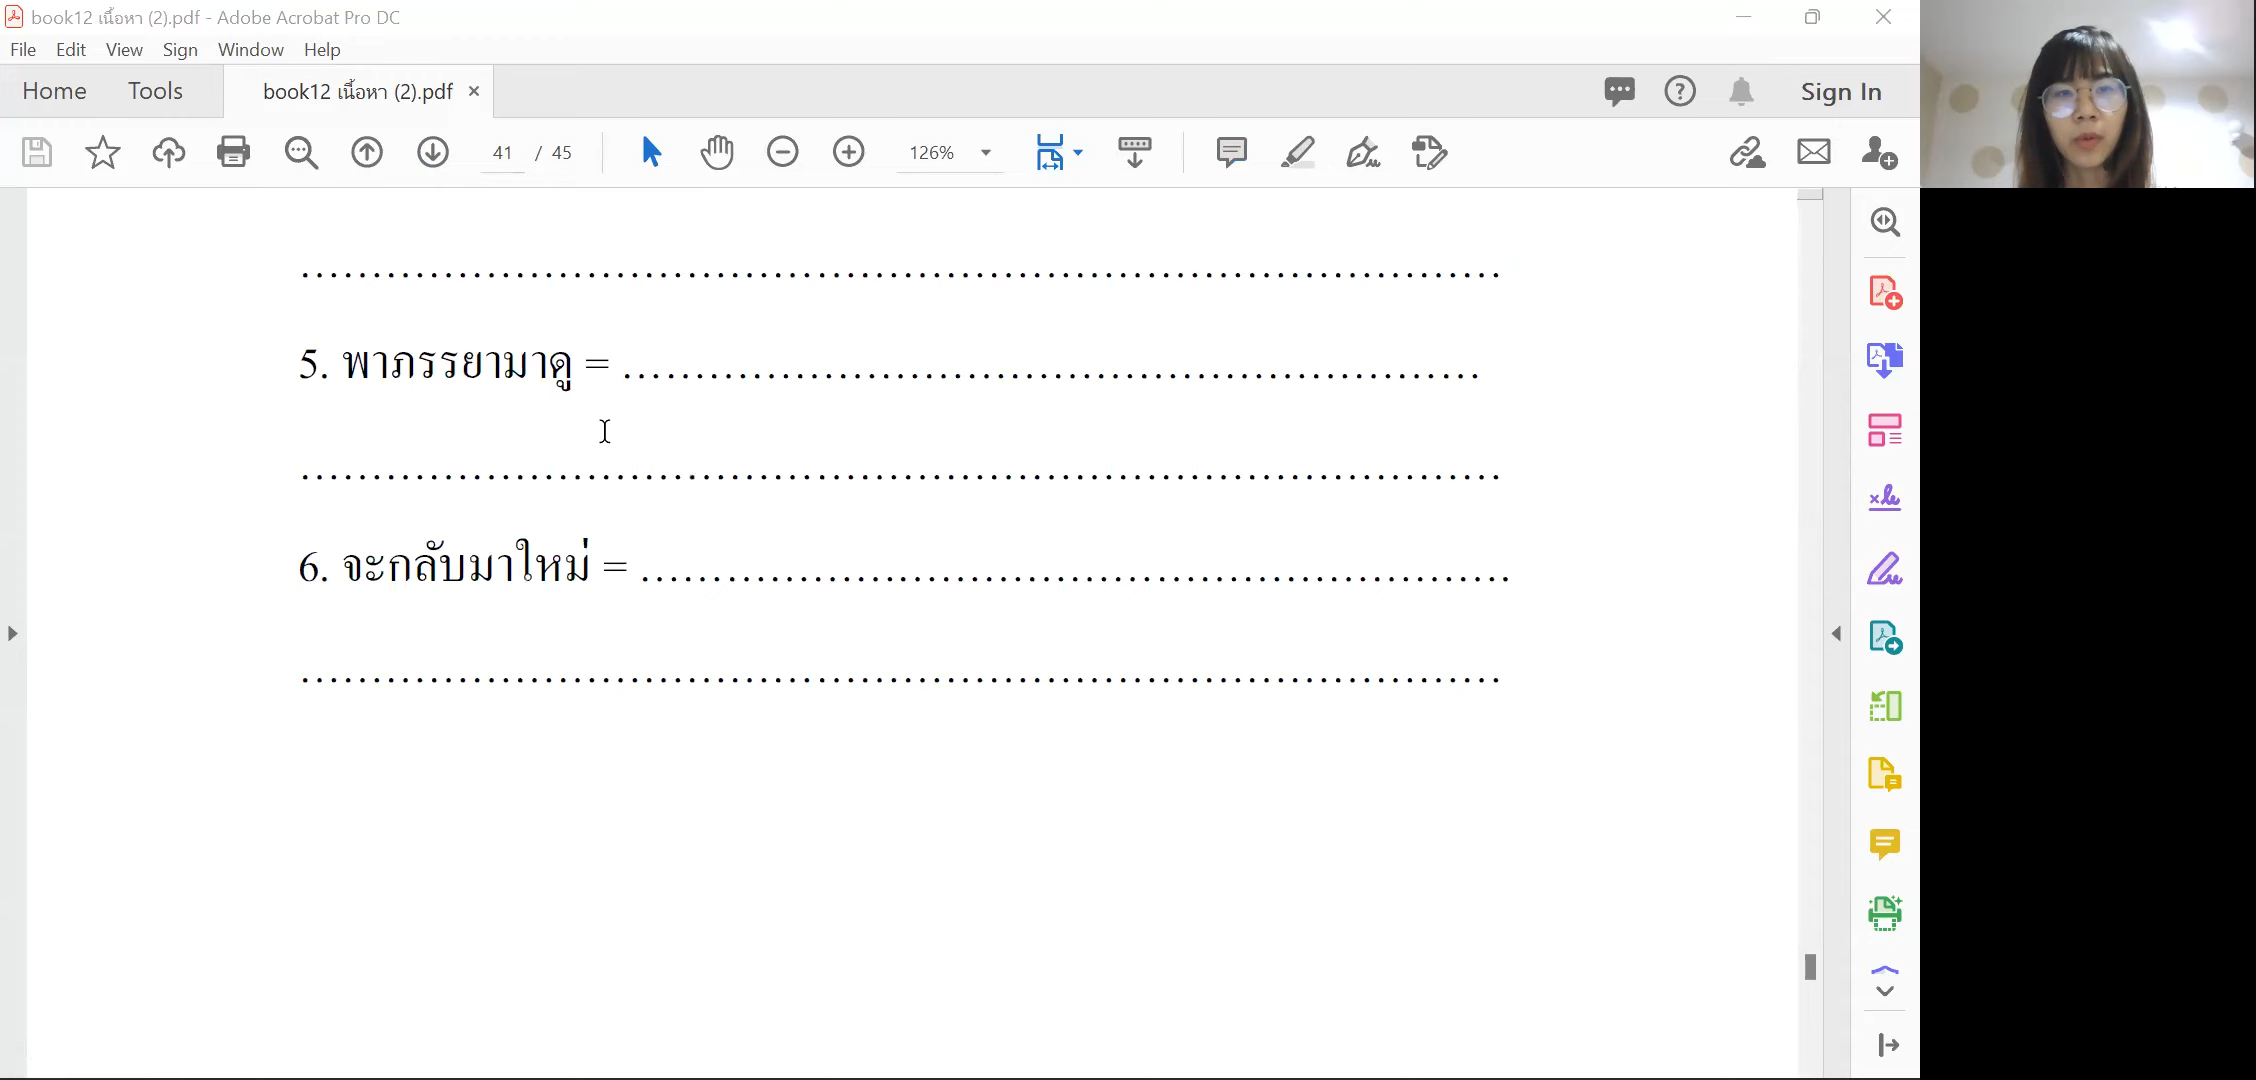 book12 เนื้อหา (2).pdf - Adobe Acrobat Pro DC
File Edit View Sign Window Help
Home Tools book12 เนื้อหา (2).pdf × Sign In
41 / 45 126%
...................................................................................
5. พาภรรยามาดู = ............................................................
...................................................................................
6. จะกลับมาใหม่ = .............................................................
...................................................................................